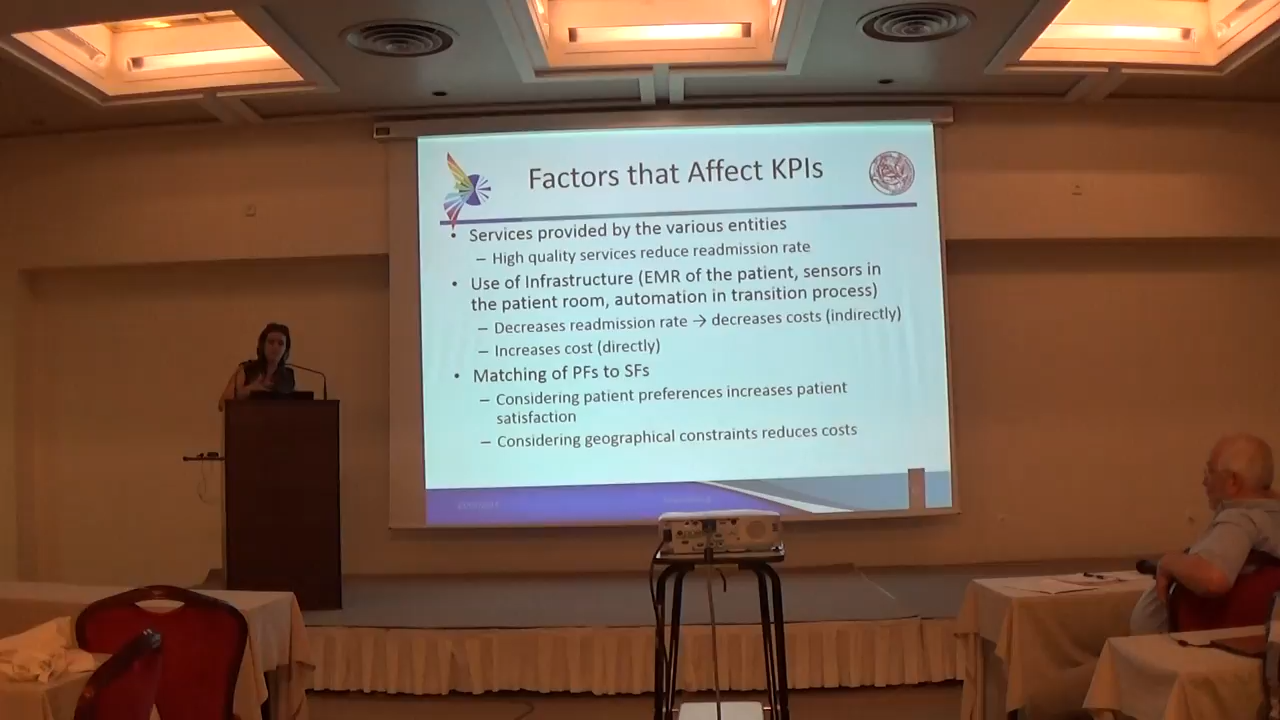 Factors that Affect KPIs
• Services provided by the various entities
– High quality services reduce readmission rate
• Use of Infrastructure (EMR of the patient, sensors in
the patient room, automation in transition process)
– Decreases readmission rate → decreases costs (indirectly)
– Increases cost (directly)
• Matching of PFs to SFs
– Considering patient preferences increases patient
satisfaction
– Considering geographical constraints reduces costs